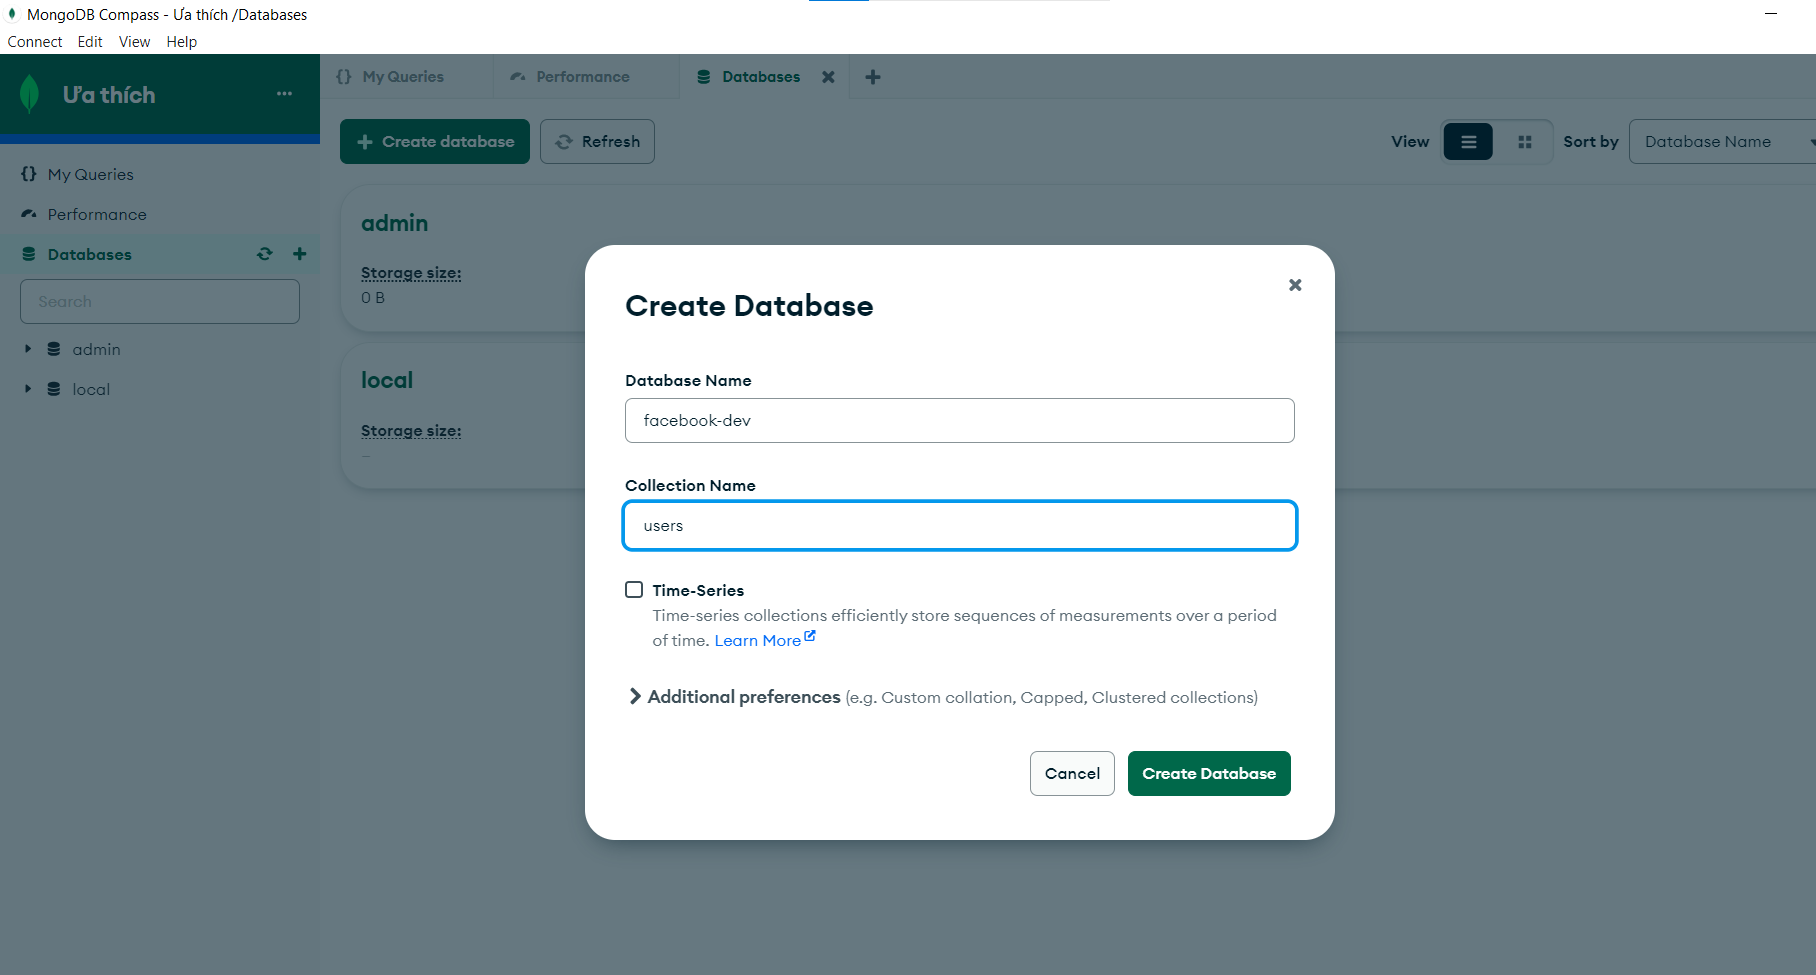 MongoDB Compass - Ưa thích /Databases
Connect Edit View Help
Ưa thích
My Queries
Performance
Databases
Search
admin
local
My Queries
Performance
Databases
Create database
Refresh
View
Sort by
Database Name
admin
Storage size:
0 B
local
Storage size:
–
Create Database
Database Name
facebook-dev
Collection Name
users
Time-Series
Time-series collections efficiently store sequences of measurements over a period
of time. Learn More
Additional preferences (e.g. Custom collation, Capped, Clustered collections)
Cancel
Create Database